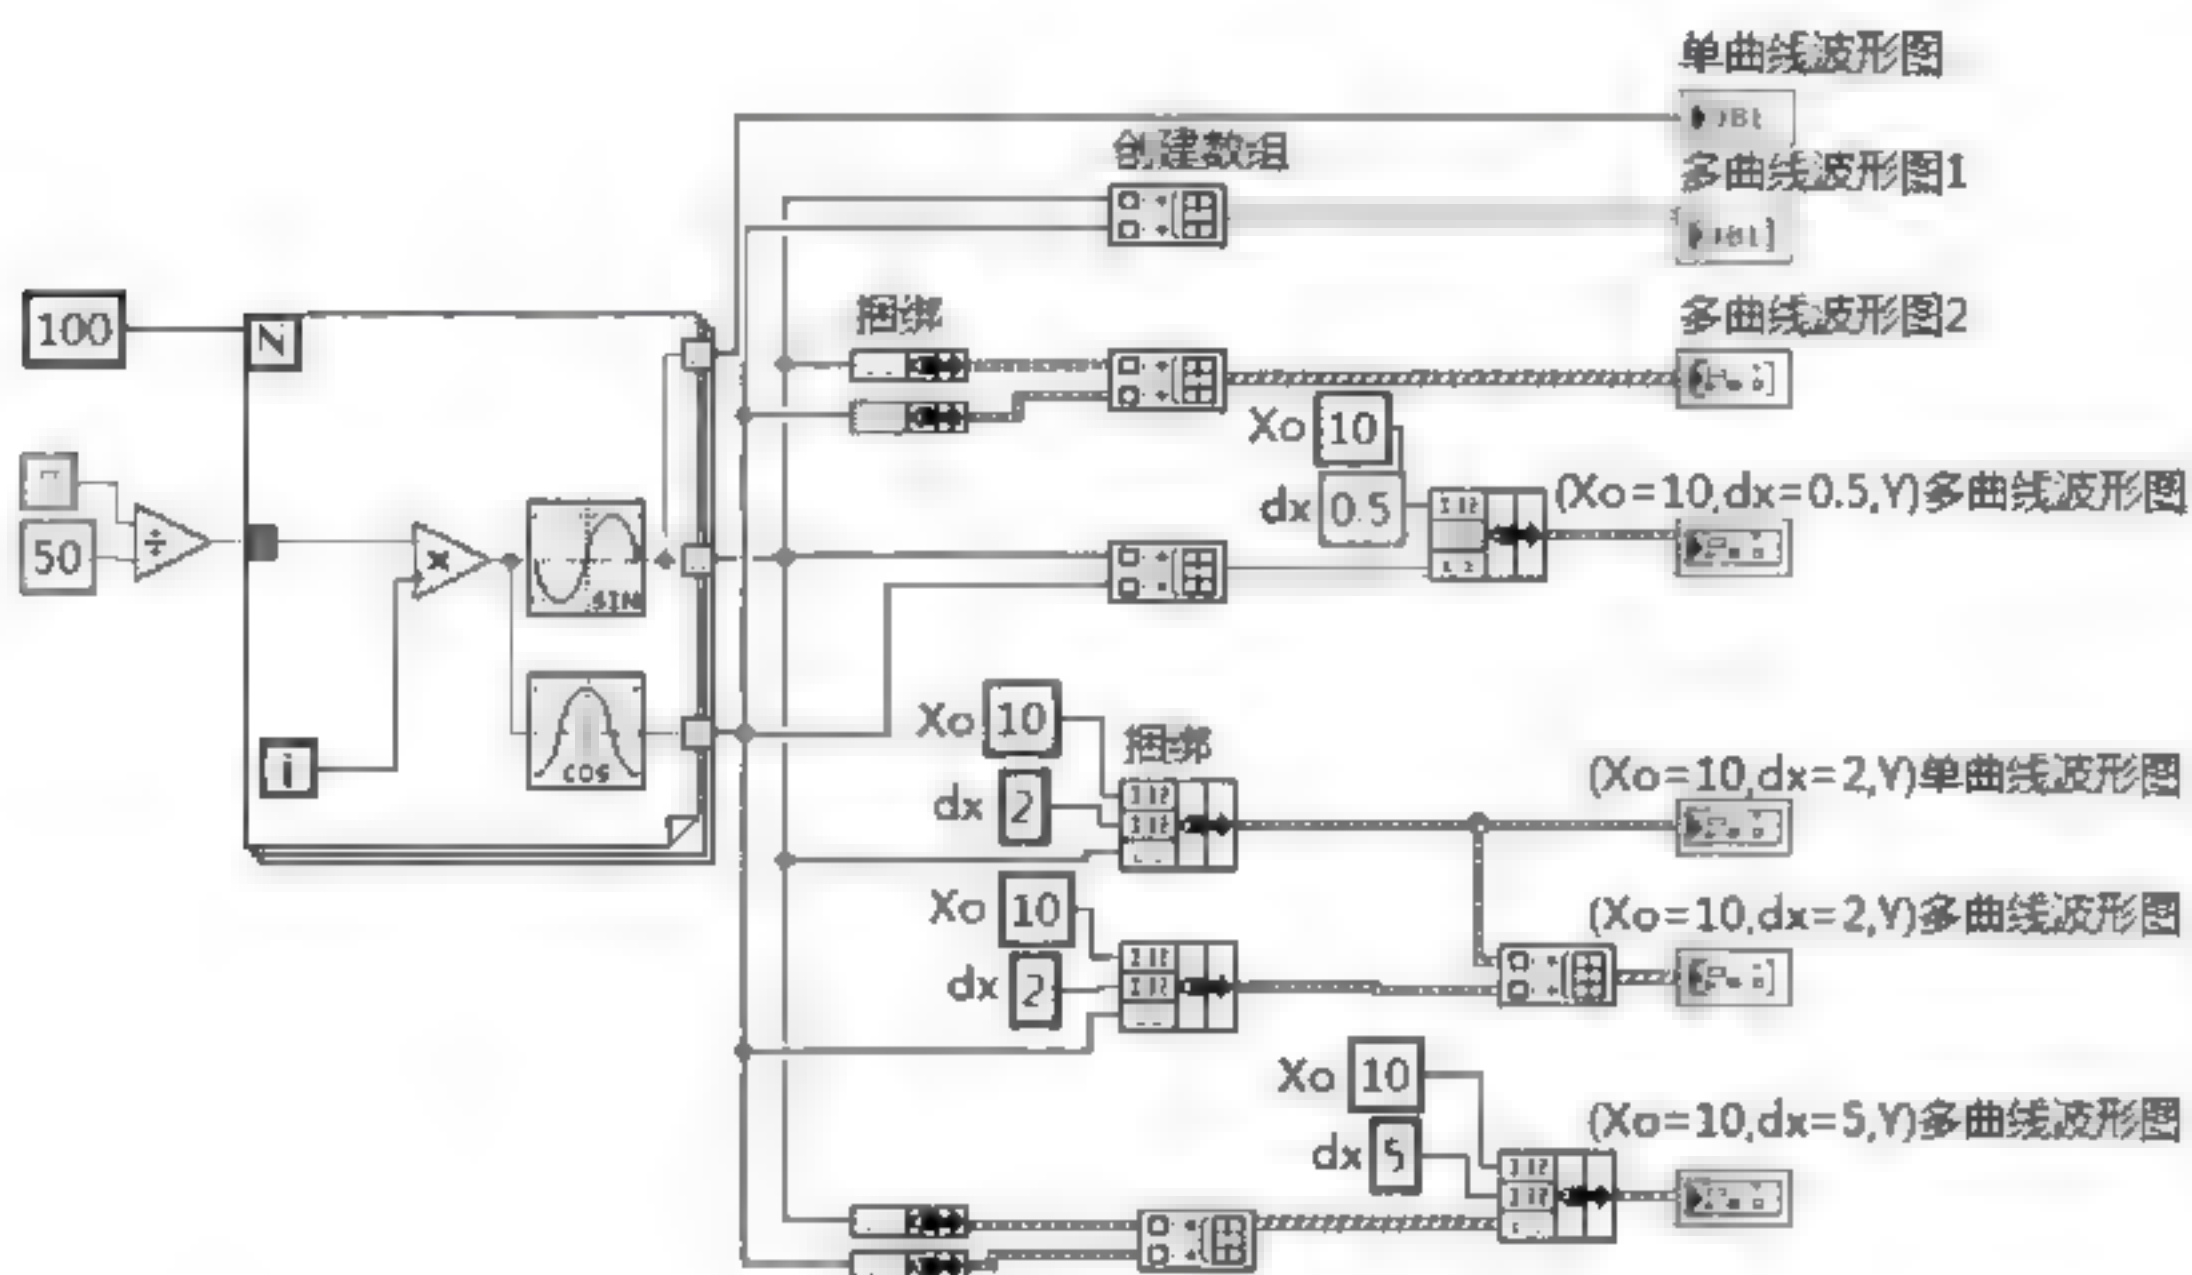 单曲线波形图
创建数组
多曲线波形图1
100
N
捆绑
多曲线波形图2
Xo 10
dx 0.5
(Xo=10,dx=0.5,Y)多曲线波形图
50
÷
×
SIN
i
COS
Xo 10
捆绑
dx 2
(Xo=10,dx=2,Y)单曲线波形图
Xo 10
dx 2
(Xo=10,dx=2,Y)多曲线波形图
Xo 10
dx 5
(Xo=10,dx=5,Y)多曲线波形图